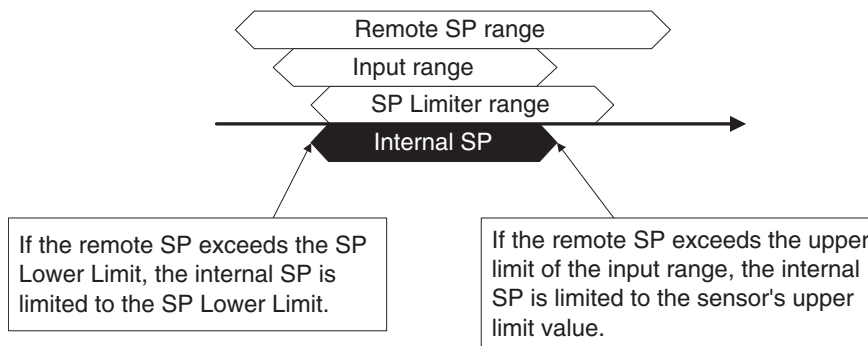 Remote SP range
Input range
SP Limiter range
Internal SP
If the remote SP exceeds the SP
Lower Limit, the internal SP is
limited to the SP Lower Limit.
If the remote SP exceeds the upper
limit of the input range, the internal
SP is limited to the sensor's upper
limit value.